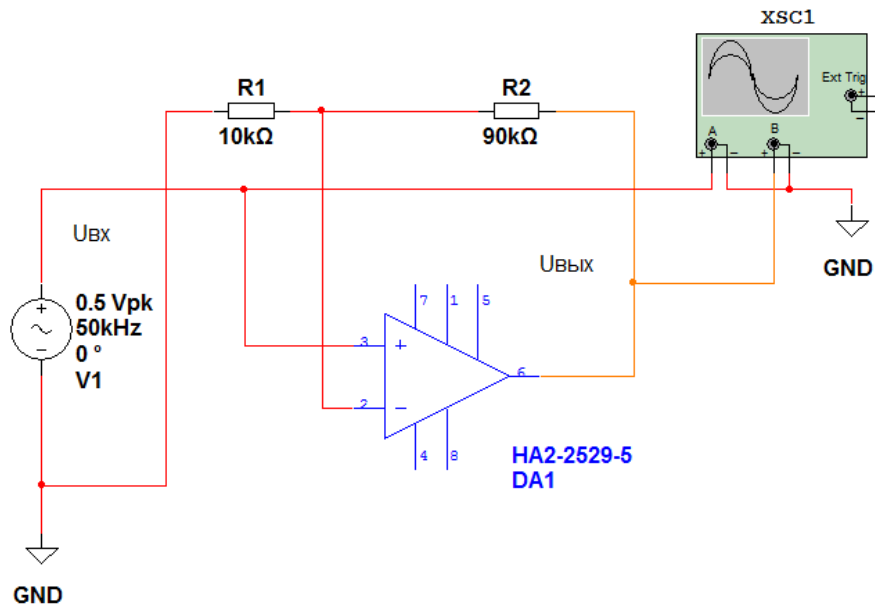 xsc1
Ext Trig
+
−
A
B
+
−
+
−
R1
10kΩ
R2
90kΩ
GND
Uвх
Uвых
+
−
0.5 Vpk
50kHz
0 °
V1
7
1
5
3
+
2
−
6
4
8
HA2-2529-5
DA1
GND